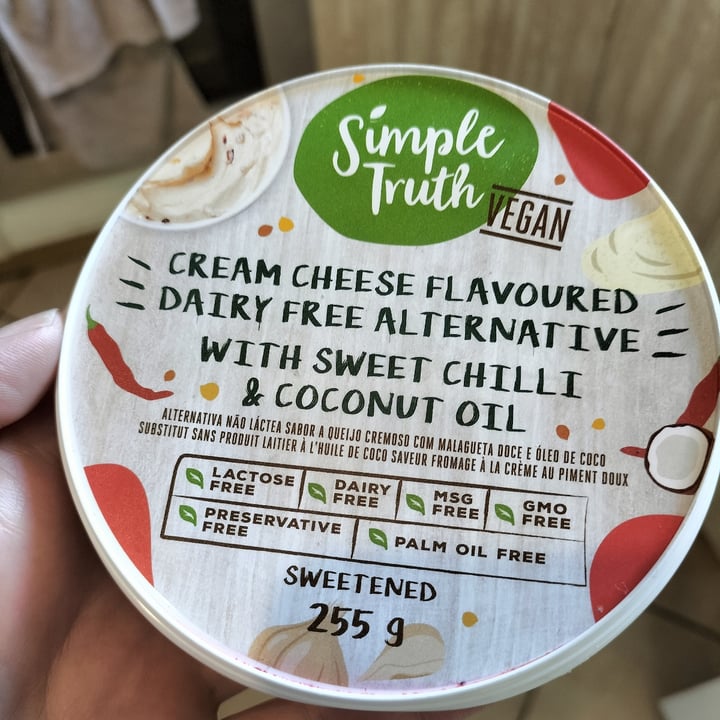 Simple
Truth
VEGAN
CREAM CHEESE FLAVOURED
DAIRY FREE ALTERNATIVE
WITH SWEET CHILLI
& COCONUT OIL
ALTERNATIVA NÃO LÁCTEA SABOR A QUEIJO CREMOSO COM MALAGUETA DOCE E ÓLEO DE COCO
SUBSTITUT SANS PRODUIT LAITIER À L'HUILE DE COCO SAVEUR FROMAGE À LA CRÈME AU PIMENT DOUX
LACTOSE
FREE
DAIRY
FREE
MSG
FREE
GMO
FREE
PRESERVATIVE
FREE
PALM OIL FREE
SWEETENED
255 g